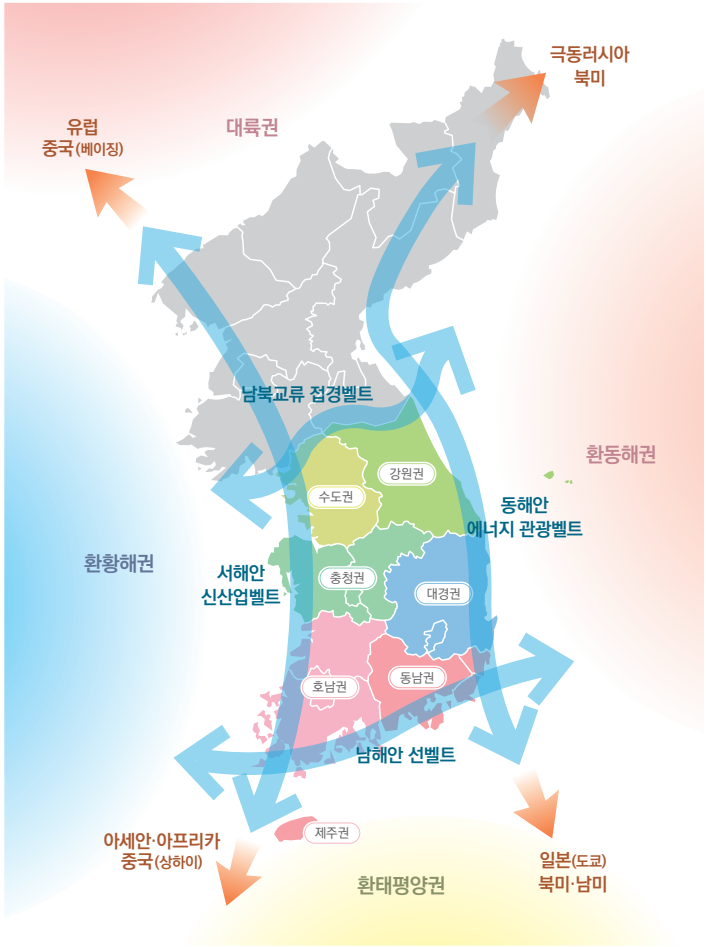 극동러시아
북미
유럽
중국(베이징)
대륙권
남북교류 접경벨트
강원권
수도권
환동해권
동해안
에너지 관광벨트
환황해권
서해안
신산업벨트
충청권
대경권
호남권
동남권
남해안 선벨트
제주권
아세안·아프리카
중국(상하이)
환태평양권
일본(도쿄)
북미·남미